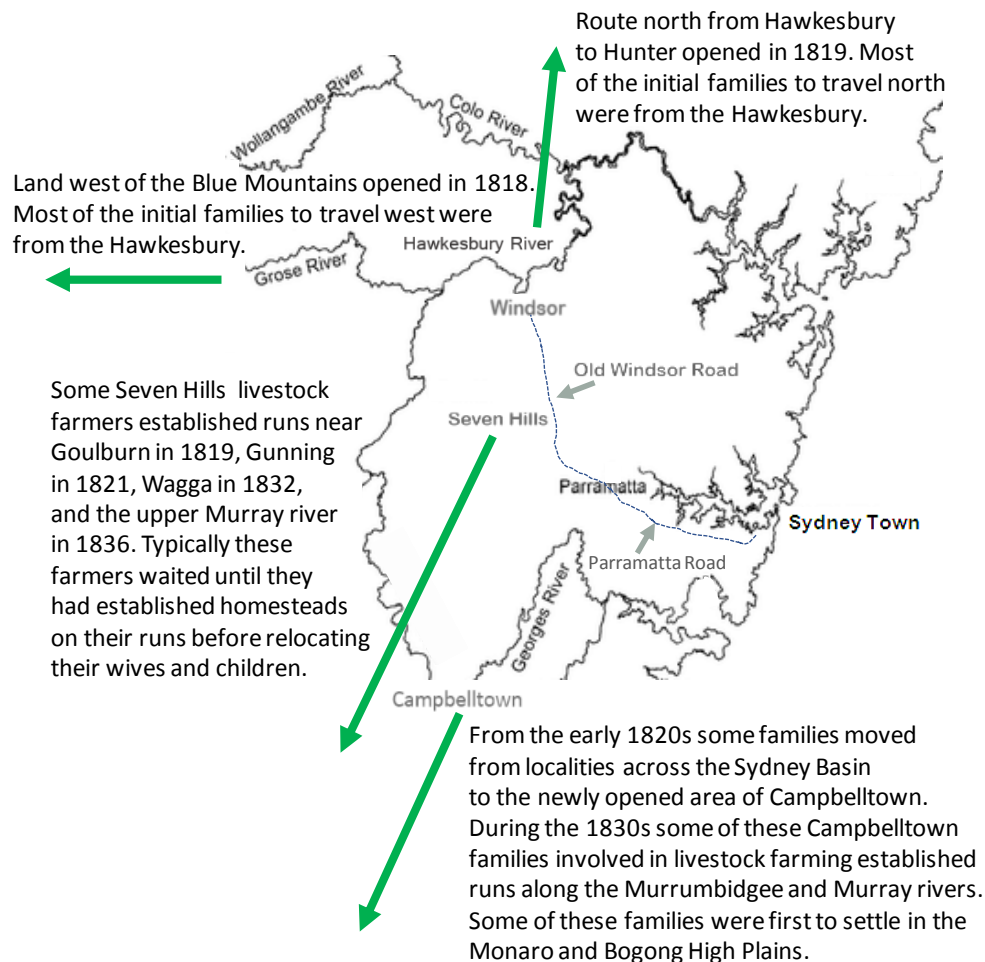 Route north from Hawkesbury
to Hunter opened in 1819. Most
of the initial families to travel north
were from the Hawkesbury.
Wollangambe River
Colo River
Land west of the Blue Mountains opened in 1818.
Most of the initial families to travel west were
from the Hawkesbury.
Hawkesbury River
Grose River
Windsor
Old Windsor Road
Some Seven Hills livestock
farmers established runs near
Goulburn in 1819, Gunning
in 1821, Wagga in 1832,
and the upper Murray river
in 1836. Typically these
farmers waited until they
had established homesteads
on their runs before relocating
their wives and children.
Seven Hills
Parramatta
Sydney Town
Parramatta Road
Georges River
Campbelltown
From the early 1820s some families moved
from localities across the Sydney Basin
to the newly opened area of Campbelltown.
During the 1830s some of these Campbelltown
families involved in livestock farming established
runs along the Murrumbidgee and Murray rivers.
Some of these families were first to settle in the
Monaro and Bogong High Plains.